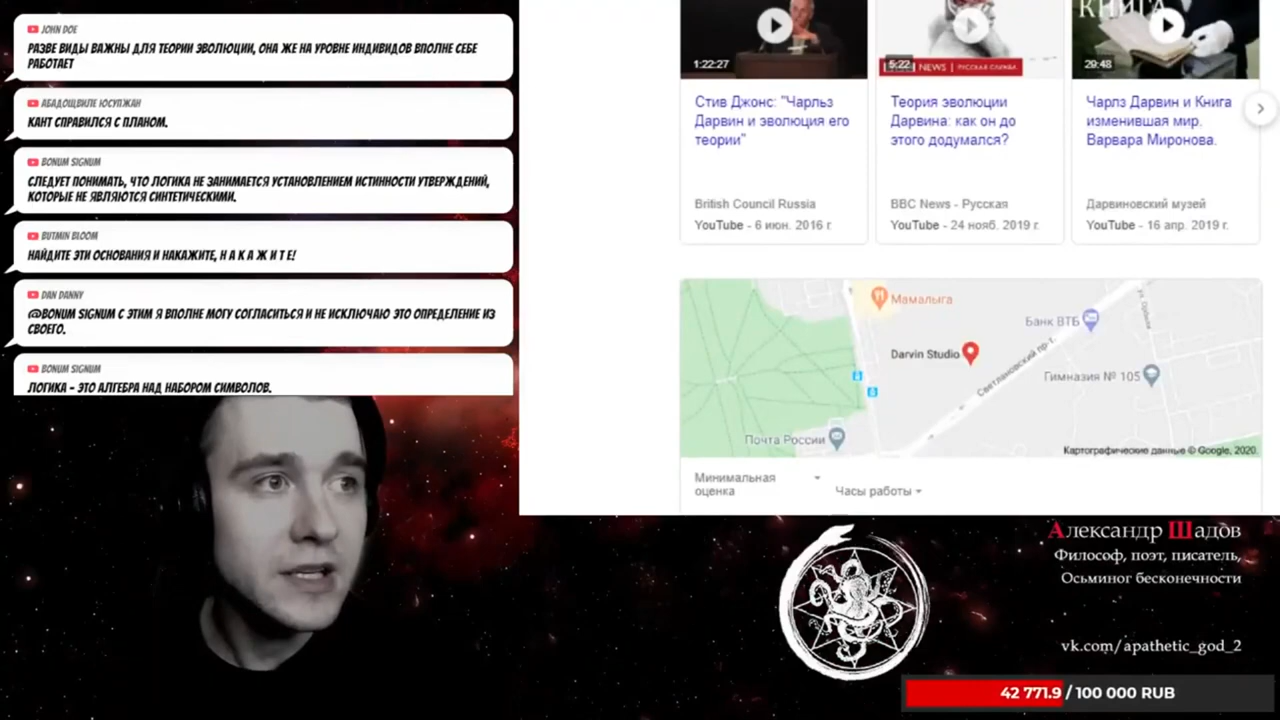 JOHN DOE
РАЗВЕ ВИДЫ ВАЖНЫ ДЛЯ ТЕОРИИ ЭВОЛЮЦИИ, ОНА ЖЕ НА УРОВНЕ ИНДИВИДОВ ВПОЛНЕ СЕБЕ
РАБОТАЕТ
АБАДОЩВИЛЕ ЮСУПЖАН
КАНТ СПРАВИЛСЯ С ПЛАНОМ.
BONUM SIGNUM
СЛЕДУЕТ ПОНИМАТЬ, ЧТО ЛОГИКА НЕ ЗАНИМАЕТСЯ УСТАНОВЛЕНИЕМ ИСТИННОСТИ УТВЕРЖДЕНИЙ,
КОТОРЫЕ НЕ ЯВЛЯЮТСЯ СИНТЕТИЧЕСКИМИ.
BUTMIN BLOOM
НАЙДИТЕ ЭТИ ОСНОВАНИЯ И НАКАЖИТЕ, Н А К А Ж И Т Е!
DAN DANNY
@BONUM SIGNUM С ЭТИМ Я ВПОЛНЕ МОГУ СОГЛАСИТЬСЯ И НЕ ИСКЛЮЧАЮ ЭТО ОПРЕДЕЛЕНИЕ ИЗ
СВОЕГО.
BONUM SIGNUM
ЛОГИКА - ЭТО АЛГЕБРА НАД НАБОРОМ СИМВОЛОВ.
1:22:27
Стив Джонс: "Чарльз
Дарвин и эволюция его
теории"
British Council Russia
YouTube - 6 июн. 2016 г.
5:22
NEWS | РУССКАЯ СЛУЖБА
Теория эволюции
Дарвина: как он до
этого додумался?
BBC News - Русская
YouTube - 24 нояб. 2019 г.
КНИГА
29:48
Чарлз Дарвин и Книга
изменившая мир.
Варвара Миронова.
Дарвиновский музей
YouTube - 16 апр. 2019 г.
Мамалыга
Банк ВТБ
Darvin Studio
Светлановский пр-т.
Гимназия № 105
Почта России
Картографические данные © Google, 2020.
Минимальная
оценка
Часы работы
Александр Шадов
Философ, поэт, писатель,
Осьминог бесконечности
vk.com/apathetic_god_2
42 771.9 / 100 000 RUB